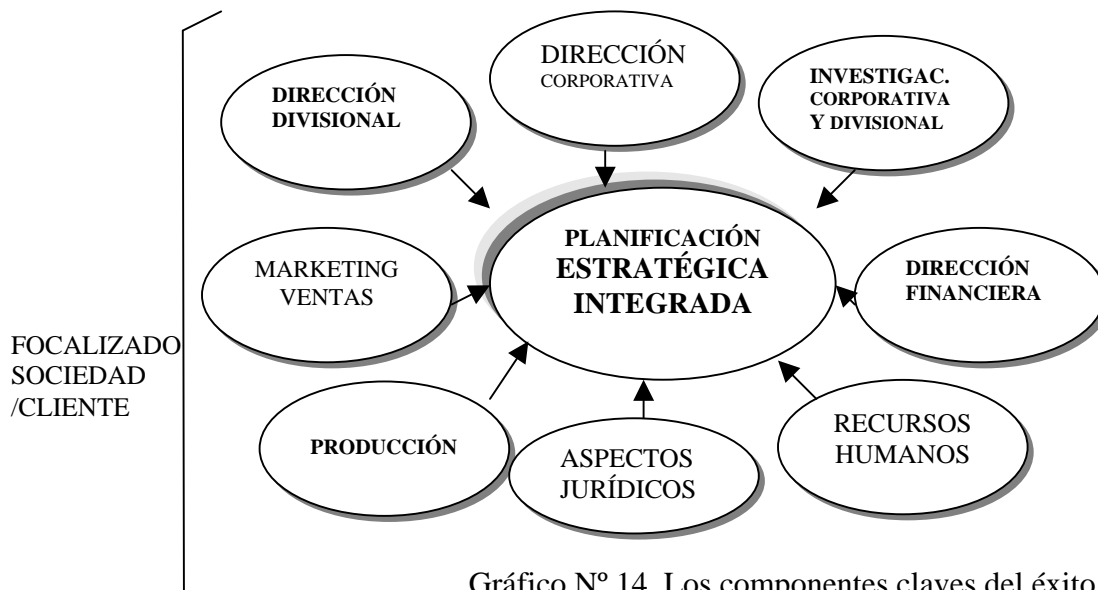 DIRECCIÓN
CORPORATIVA
DIRECCIÓN
DIVISIONAL
INVESTIGAC.
CORPORATIVA
Y DIVISIONAL
PLANIFICACIÓN
ESTRATÉGICA
INTEGRADA
MARKETING
VENTAS
DIRECCIÓN
FINANCIERA
FOCALIZADO
SOCIEDAD
/CLIENTE
PRODUCCIÓN
ASPECTOS
JURÍDICOS
RECURSOS
HUMANOS
Gráfico Nº 14. Los componentes claves del éxito